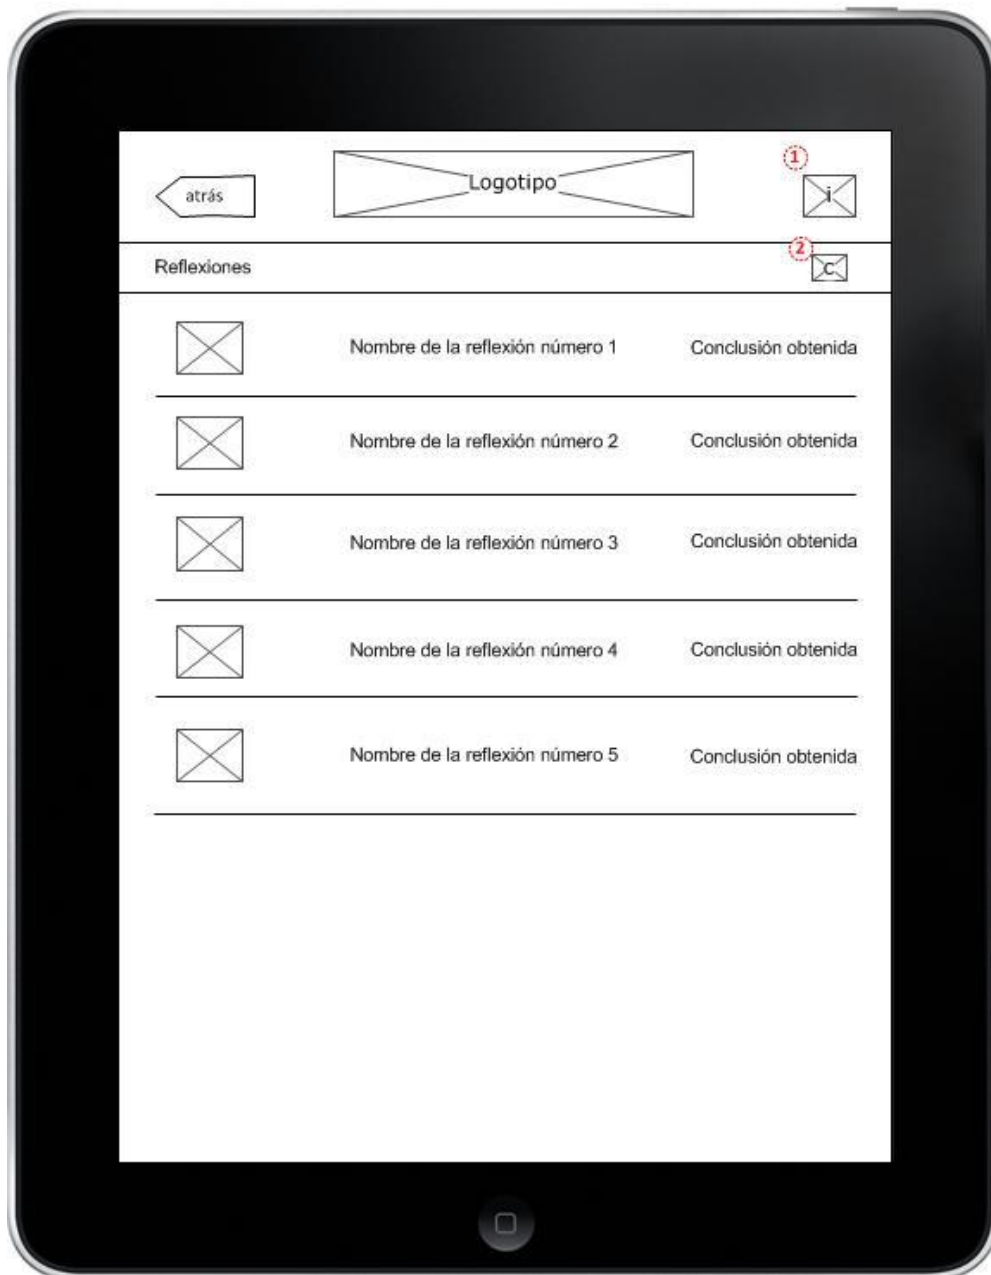 atrás
Logotipo
1
i
Reflexiones
2
C
Nombre de la reflexión número 1 Conclusión obtenida
Nombre de la reflexión número 2 Conclusión obtenida
Nombre de la reflexión número 3 Conclusión obtenida
Nombre de la reflexión número 4 Conclusión obtenida
Nombre de la reflexión número 5 Conclusión obtenida